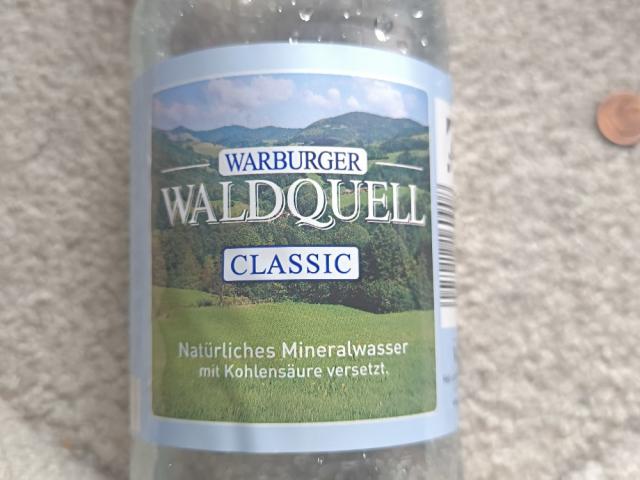 WARBURGER
WALDQUELL
CLASSIC
Natürliches Mineralwasser
mit Kohlensäure versetzt.